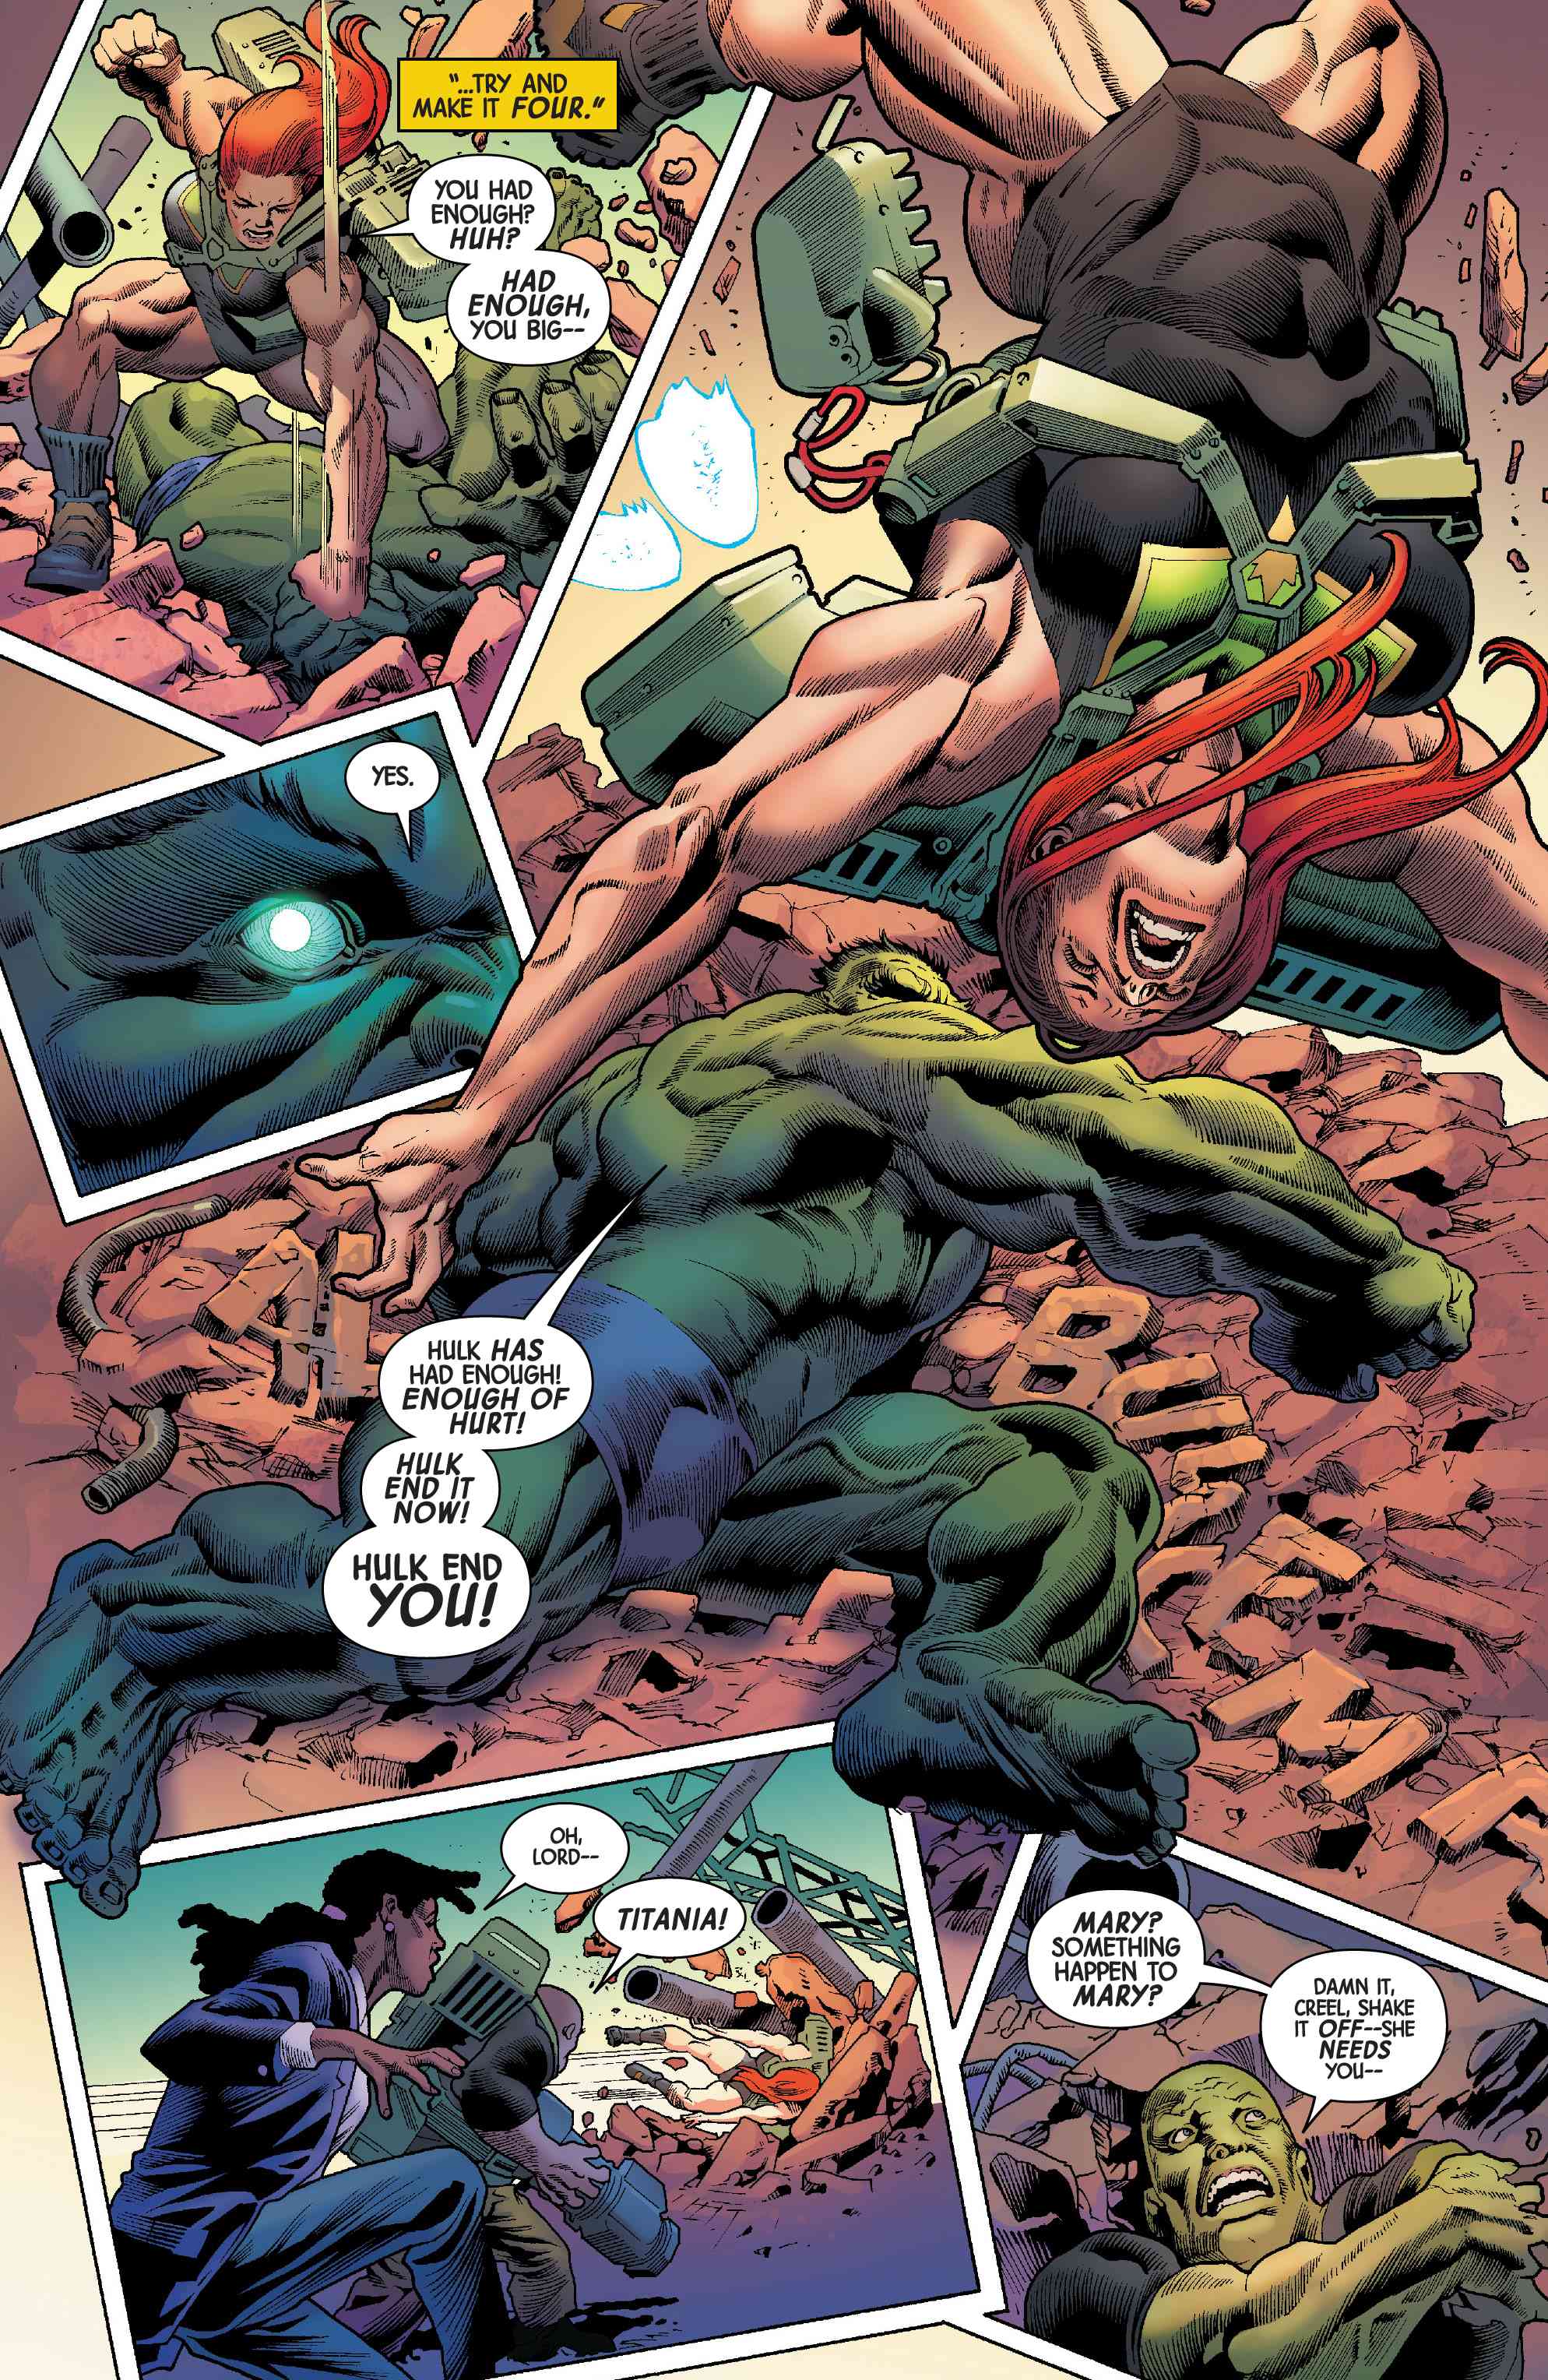 "...TRY AND
MAKE IT FOUR."
YOU HAD
ENOUGH?
HUH?
HAD
ENOUGH,
YOU BIG--
YES.
HULK HAS
HAD ENOUGH!
ENOUGH OF
HURT!
HULK
END IT
NOW!
HULK END
YOU!
OH,
LORD--
TITANIA!
MARY?
SOMETHING
HAPPEN TO
MARY?
DAMN IT,
CREEL, SHAKE
IT OFF--SHE
NEEDS
YOU--